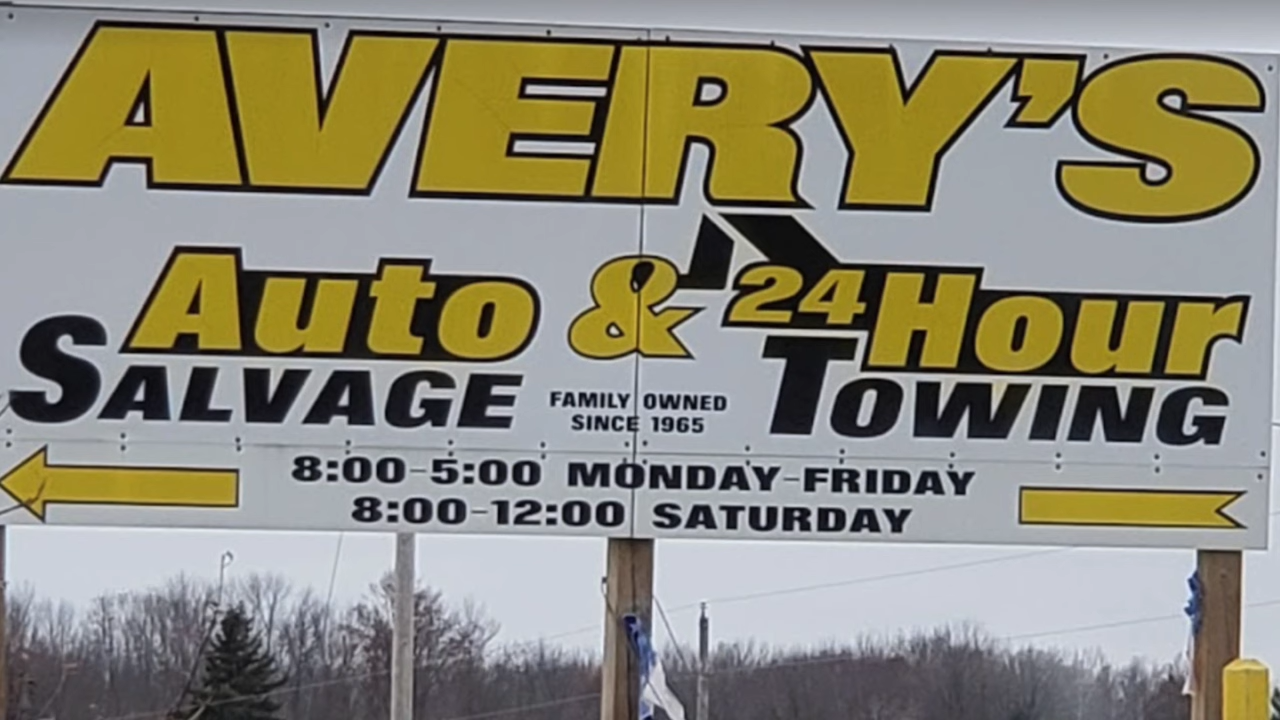 AVERY'S
Auto & 24 Hour
SALVAGE TOWING
FAMILY OWNED
SINCE 1965
8:00-5:00 MONDAY-FRIDAY
8:00-12:00 SATURDAY